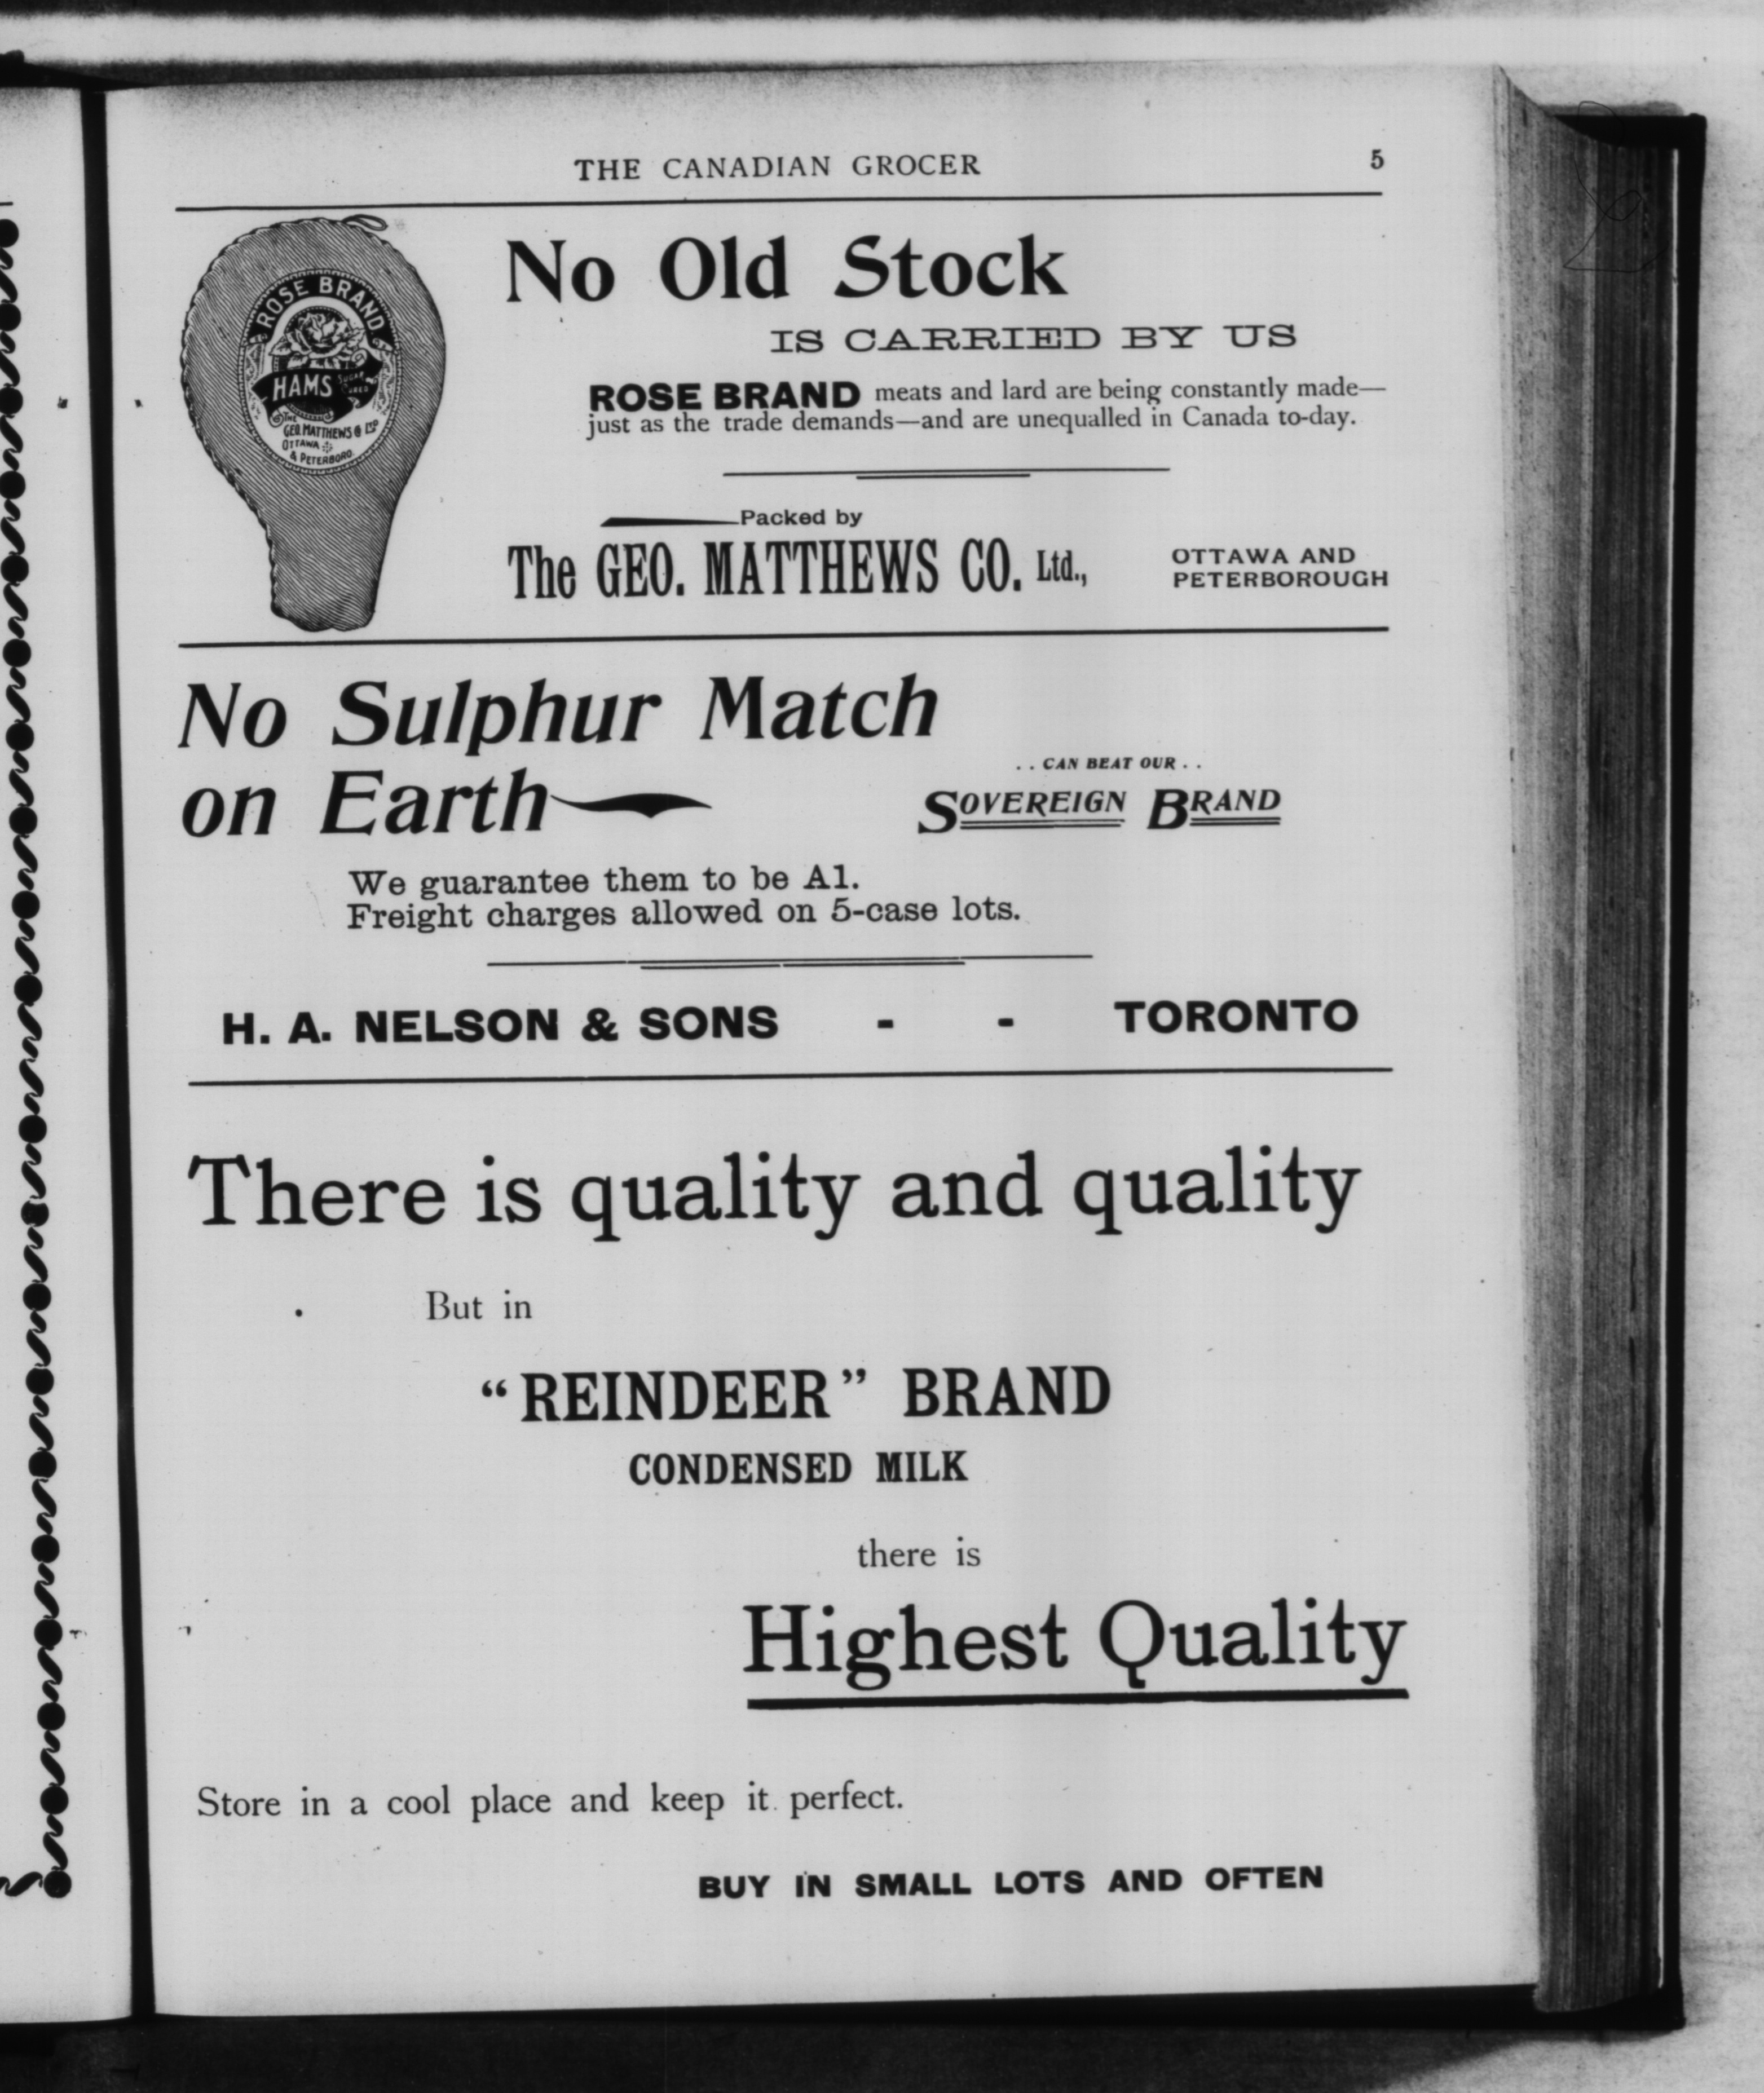 THE CANADIAN GROCER 5
ROSE BRAND
HAMS
SUGAR
CURED
THE
GEO. MATTHEWS Co LTD
OTTAWA
& PETERBORO.
No Old Stock
IS CARRIED BY US
ROSE BRAND meats and lard are being constantly made—
just as the trade demands—and are unequalled in Canada to-day.
Packed by
The GEO. MATTHEWS CO. Ltd.,
OTTAWA AND
PETERBOROUGH
No Sulphur Match
on Earth
. . CAN BEAT OUR . .
SOVEREIGN BRAND
We guarantee them to be A1.
Freight charges allowed on 5-case lots.
H. A. NELSON & SONS - - TORONTO
There is quality and quality
But in
“REINDEER” BRAND
CONDENSED MILK
there is
Highest Quality
Store in a cool place and keep it perfect.
BUY IN SMALL LOTS AND OFTEN